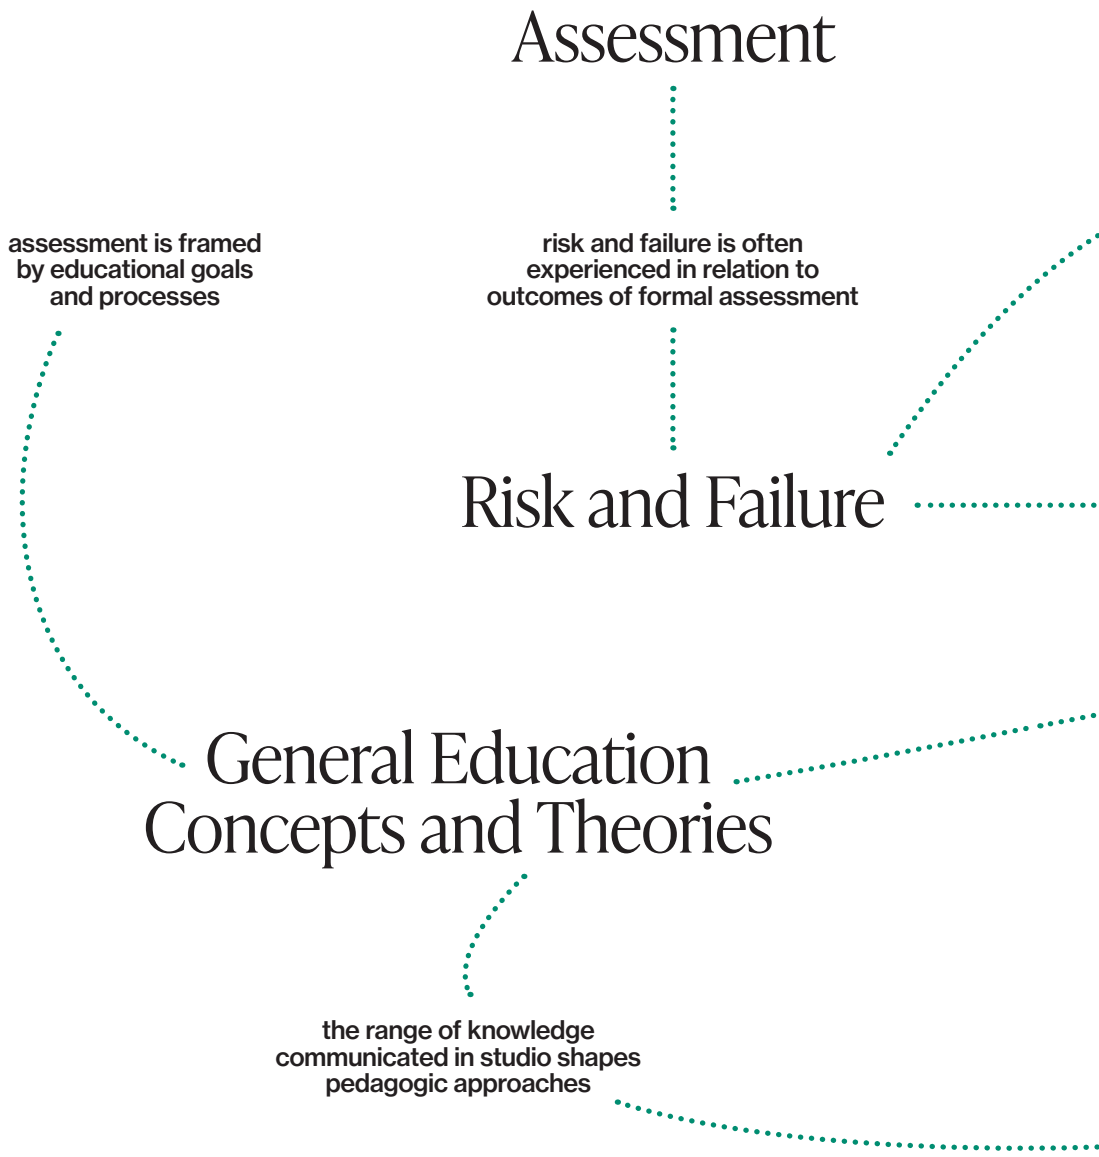 Assessment
assessment is framed
by educational goals
and processes
risk and failure is often
experienced in relation to
outcomes of formal assessment
Risk and Failure
General Education
Concepts and Theories
the range of knowledge
communicated in studio shapes
pedagogic approaches